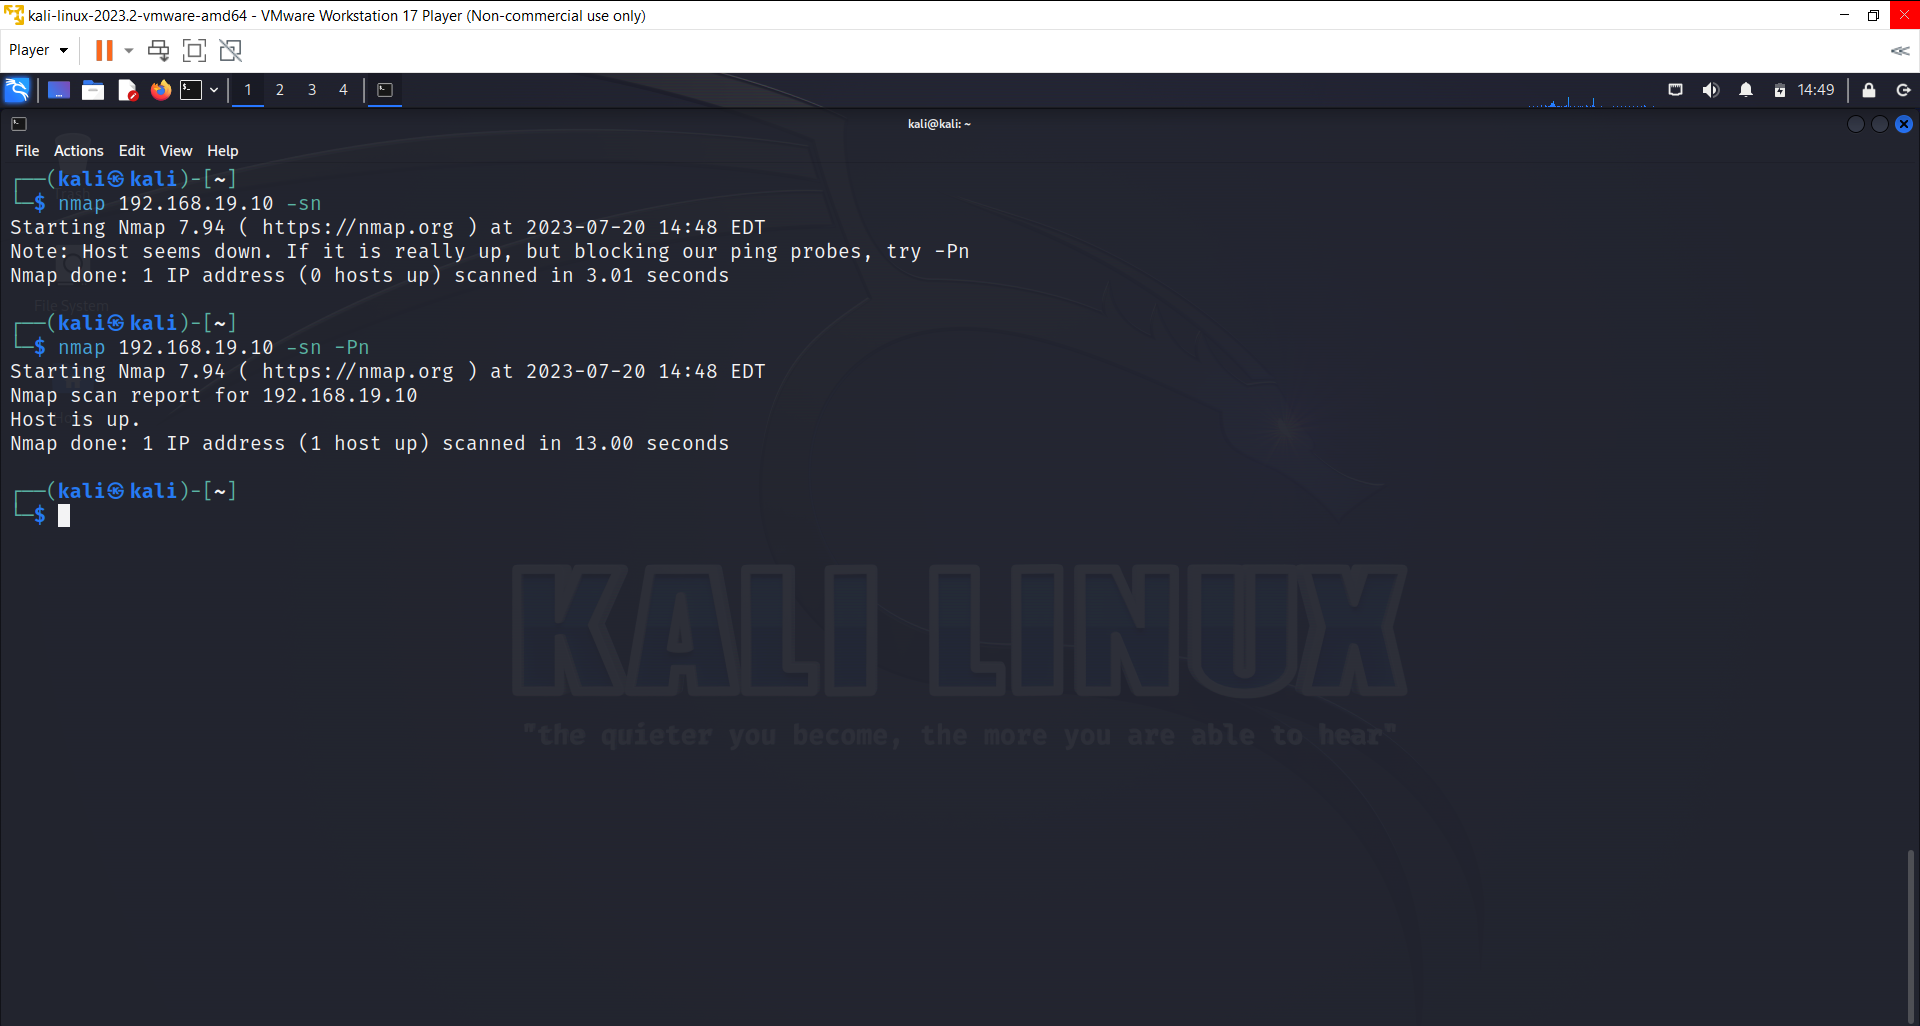 kali-linux-2023.2-vmware-amd64 - VMware Workstation 17 Player (Non-commercial use only)
Player
1 2 3 4
14:49
kali@kali: ~
File Actions Edit View Help
┌──(kali㉿kali)-[~]
└─$ nmap 192.168.19.10 -sn
Starting Nmap 7.94 ( https://nmap.org ) at 2023-07-20 14:48 EDT
Note: Host seems down. If it is really up, but blocking our ping probes, try -Pn
Nmap done: 1 IP address (0 hosts up) scanned in 3.01 seconds
File System
┌──(kali㉿kali)-[~]
└─$ nmap 192.168.19.10 -sn -Pn
Starting Nmap 7.94 ( https://nmap.org ) at 2023-07-20 14:48 EDT
Nmap scan report for 192.168.19.10
Host is up.
Nmap done: 1 IP address (1 host up) scanned in 13.00 seconds
┌──(kali㉿kali)-[~]
└─$
KALI LINUX
"the quieter you become, the more you are able to hear"